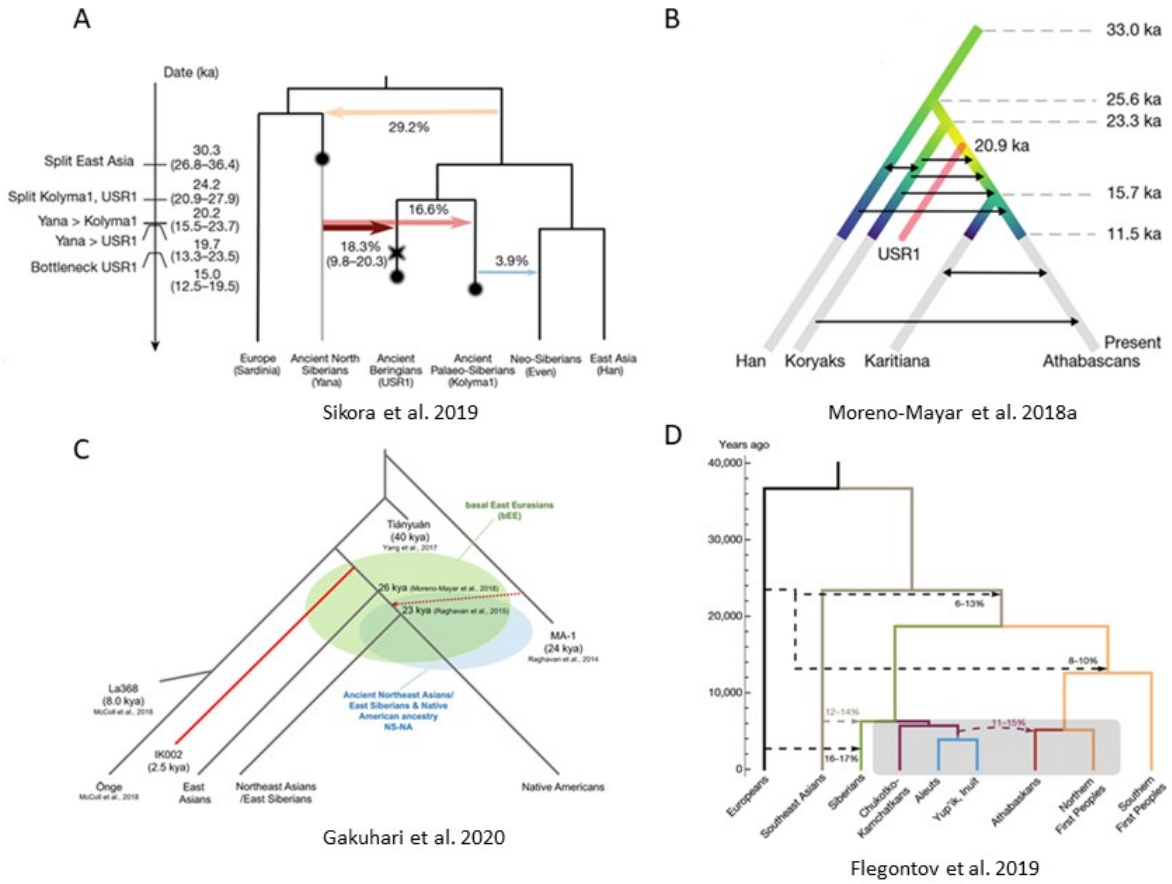 A
Date (ka)
29.2%
Split East Asia
30.3
(26.8–36.4)
Split Kolyma1, USR1
24.2
(20.9–27.9)
Yana > Kolyma1
20.2
(15.5–23.7)
Yana > USR1
19.7
(13.3–23.5)
Bottleneck USR1
15.0
(12.5–19.5)
16.6%
18.3%
(9.8–20.3)
3.9%
Europe
(Sardinia)
Ancient North
Siberians
(Yana)
Ancient
Beringians
(USR1)
Ancient
Palaeo-Siberians
(Kolyma1)
Neo-Siberians
(Even)
East Asia
(Han)
Sikora et al. 2019
B
33.0 ka
25.6 ka
23.3 ka
20.9 ka
15.7 ka
11.5 ka
USR1
Present
Han
Koryaks
Karitiana
Athabascans
Moreno-Mayar et al. 2018a
C
basal East Eurasians
(bEE)
Tiányuán
(40 kya)
Yang et al., 2017
26 kya (Moreno-Mayar et al., 2018)
23 kya (Raghavan et al., 2015)
MA-1
(24 kya)
Raghavan et al., 2014
La368
(8.0 kya)
McColl et al., 2018
Ancient Northeast Asians/
East Siberians & Native
American ancestry
NS-NA
IK002
(2.5 kya)
Önge
McColl et al., 2018
East
Asians
Northeast Asians
/East Siberians
Native Americans
Gakuhari et al. 2020
D
Years ago
40,000
30,000
20,000
10,000
0
6–13%
8–10%
12–14%
11–15%
16–17%
Europeans
Southeast Asians
Siberians
Chukotko-
Kamchatkans
Aleuts
Yup'ik, Inuit
Athabaskans
Northern
First Peoples
Southern
First Peoples
Flegontov et al. 2019